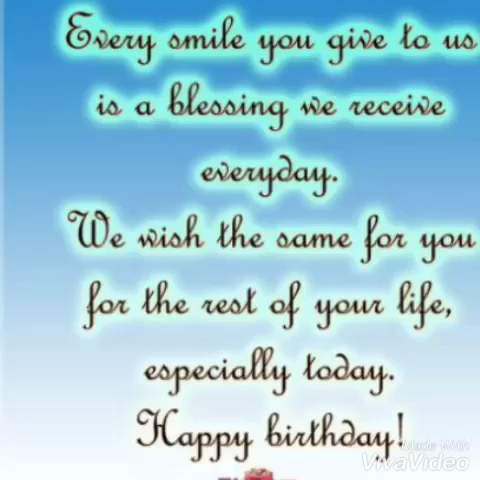 Every smile you give to us
is a blessing we receive
everyday.
We wish the same for you
for the rest of your life,
especially today.
Happy birthday!
Made With
VivaVideo